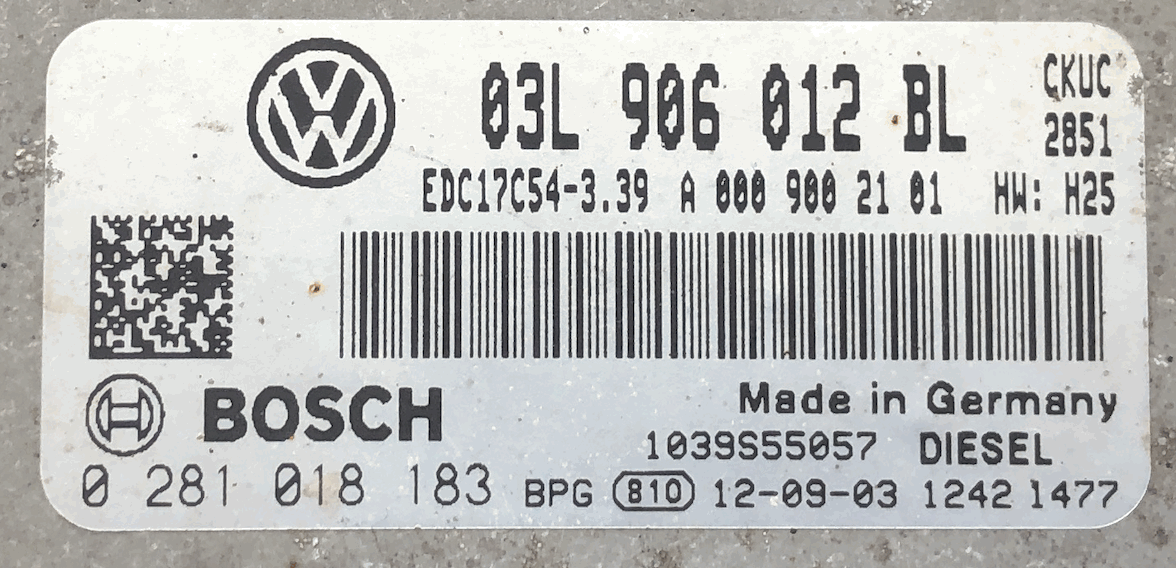 03L 906 012 BL CKUC
2851
EDC17C54-3.39 A 000 900 21 01 HW: H25
BOSCH
Made in Germany
1039S55057 DIESEL
0 281 018 183 BPG 810 12-09-03 1242 1477